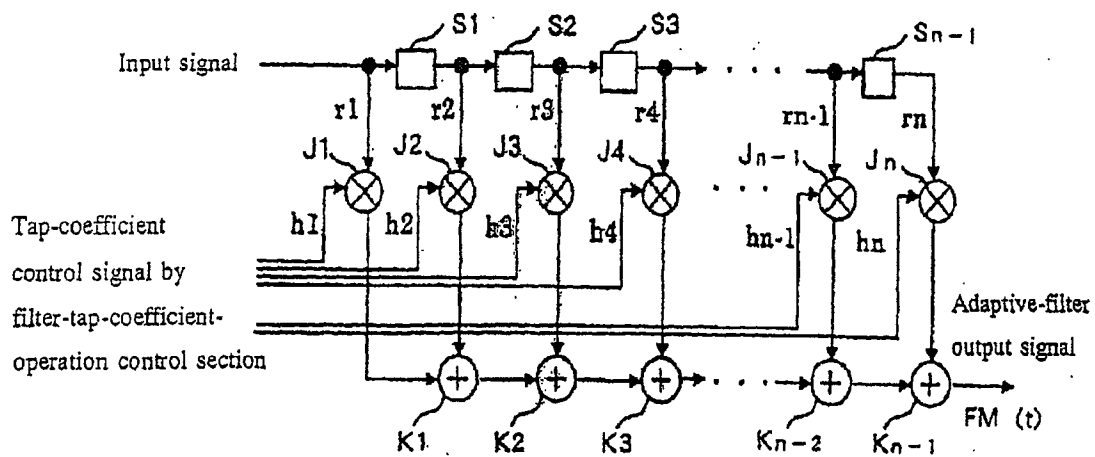 S1 S2 S3 Sn-1
Input signal
r1 r2 r3 r4 rn-1 rn
J1 J2 J3 J4 Jn-1 Jn
h1 h2 h3 h4 hn-1 hn
Tap-coefficient
control signal by
filter-tap-coefficient-
operation control section
Adaptive-filter
output signal
FM (t)
K1 K2 K3 Kn-2 Kn-1